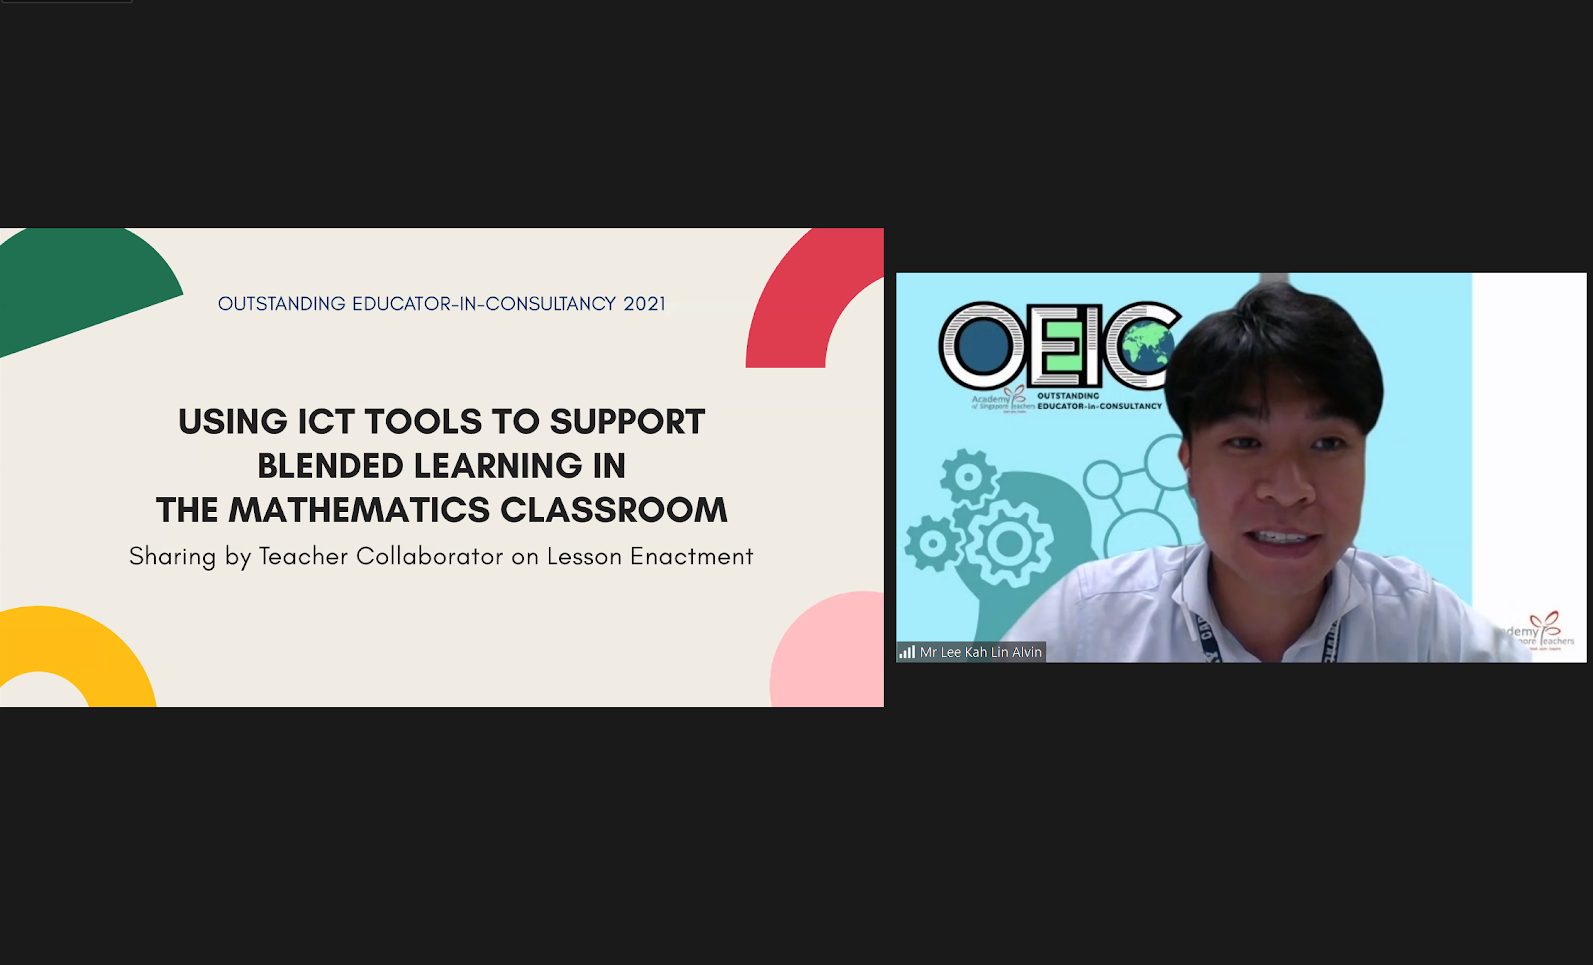 OUTSTANDING EDUCATOR-IN-CONSULTANCY 2021
USING ICT TOOLS TO SUPPORT
BLENDED LEARNING IN
THE MATHEMATICS CLASSROOM
Sharing by Teacher Collaborator on Lesson Enactment
OEIC
Academy
of Singapore Teachers
OUTSTANDING
EDUCATOR-in-CONSULTANCY
demy
pore Teachers
Mr Lee Kah Lin Alvin